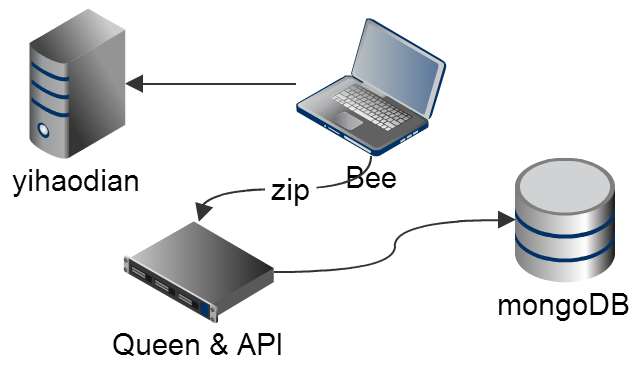 yihaodian
Bee
zip
Queen & API
mongoDB